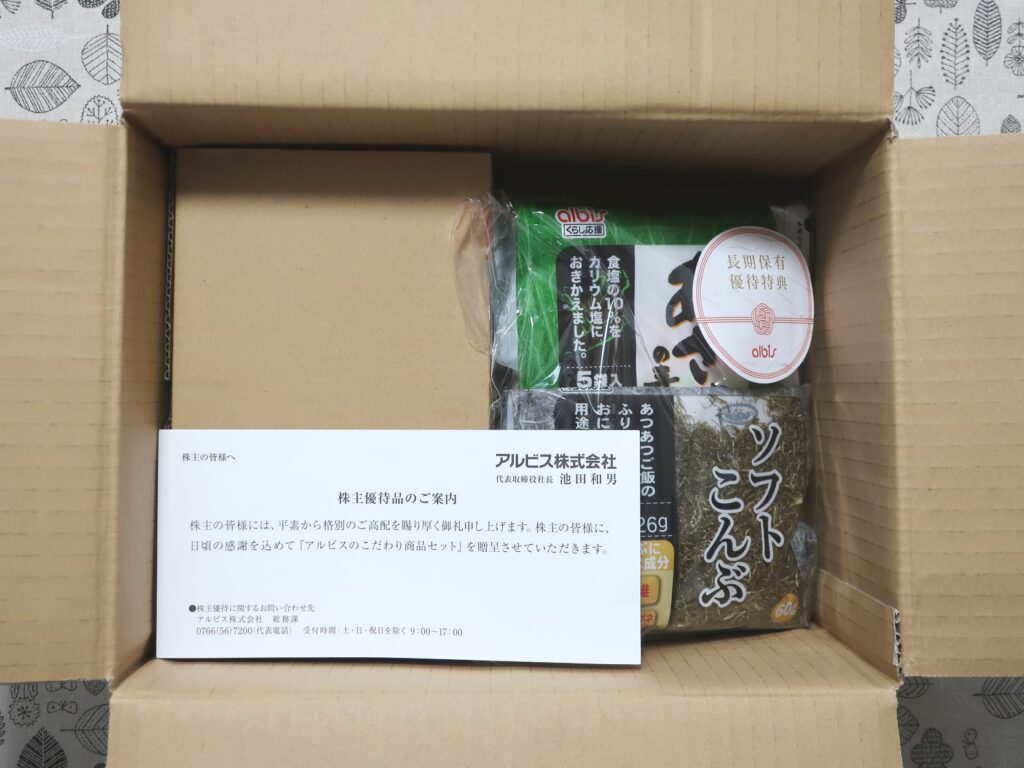 株主の皆様へ
アルビス株式会社
代表取締役社長 池田和男
株主優待品のご案内
株主の皆様には、平素から格別のご高配を賜り厚く御礼申し上げます。株主の皆様に、
日頃の感謝を込めて「アルビスのこだわり商品セット」を贈呈させていただきます。
●株主優待に関するお問い合わせ先
アルビス株式会社 総務課
0766(56)7200(代表電話) 受付時間:土・日・祝日を除く 9:00~17:00
albis
くらし応援
食塩の10%を
カリウム塩に
おきかえました。
5袋入
長期保有
優待特典
albis
あつあつご飯の
ふり
おに
用途
26g
成分
ソフト
こんぶ
60g